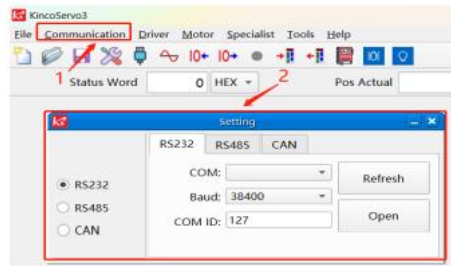 KincoServo3
File Communication Driver Motor Specialist Tools Help
1
2
Status Word 0 HEX Pos Actual
Setting
RS232 RS485 CAN
RS232
RS485
CAN
COM:
Baud: 38400
COM ID: 127
Refresh
Open